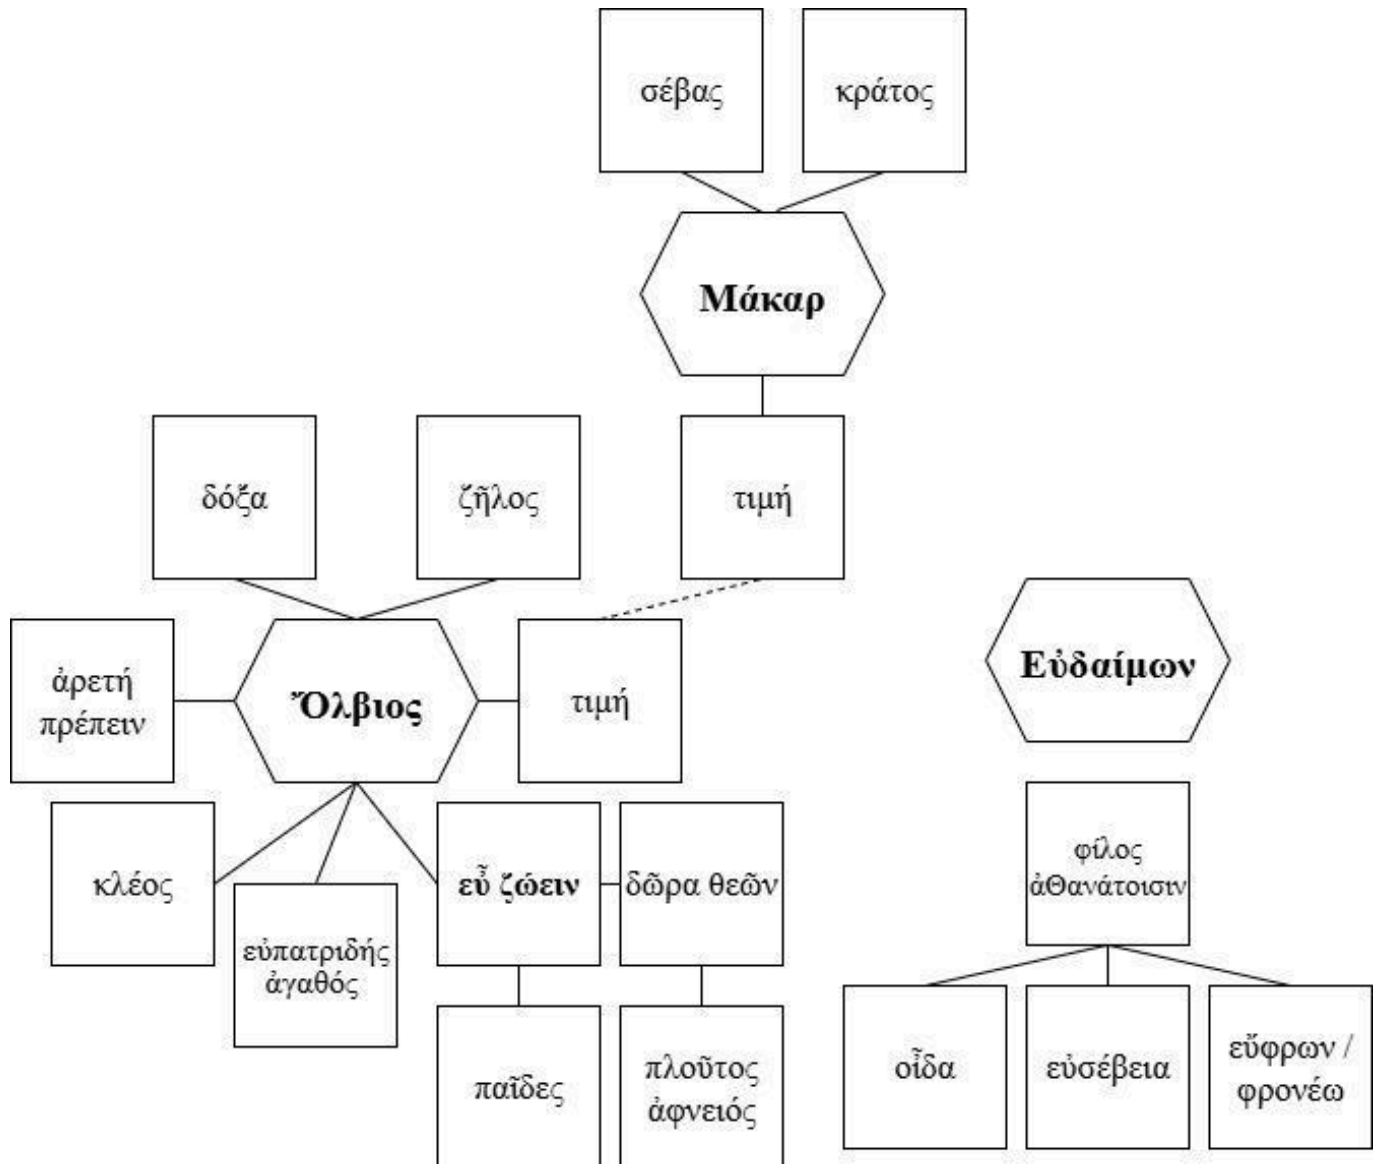 σέβας
κράτος
Μάκαρ
δόξα
ζῆλος
τιμή
ἀρετή
πρέπειν
Ὄλβιος
τιμή
Εὐδαίμων
κλέος
εὐπατριδής
ἀγαθός
εὖ ζώειν
δῶρα θεῶν
φίλος
ἀΘανάτοισιν
παῖδες
πλοῦτος
ἀφνειός
οἶδα
εὐσέβεια
εὔφρων /
φρονέω